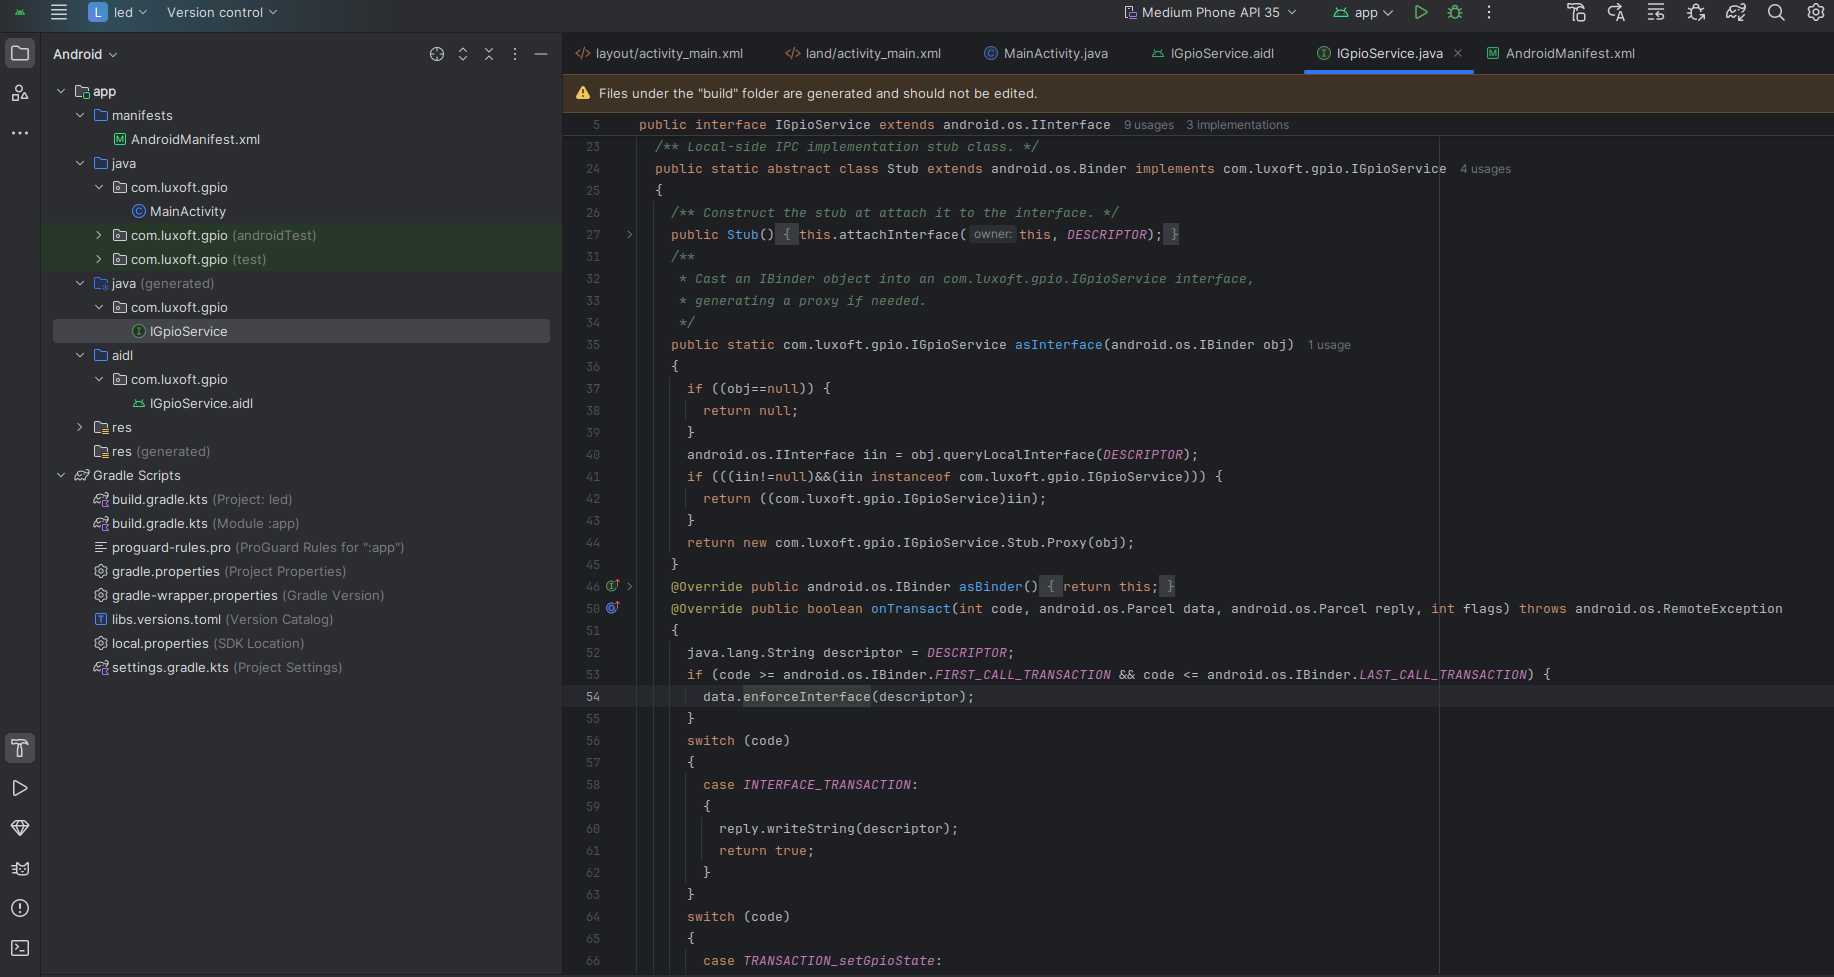 L led Version control Medium Phone API 35 app
Android
app
manifests
AndroidManifest.xml
java
com.luxoft.gpio
MainActivity
com.luxoft.gpio (androidTest)
com.luxoft.gpio (test)
java (generated)
com.luxoft.gpio
IGpioService
aidl
com.luxoft.gpio
IGpioService.aidl
res
res (generated)
Gradle Scripts
build.gradle.kts (Project: led)
build.gradle.kts (Module :app)
proguard-rules.pro (ProGuard Rules for ":app")
gradle.properties (Project Properties)
gradle-wrapper.properties (Gradle Version)
libs.versions.toml (Version Catalog)
local.properties (SDK Location)
settings.gradle.kts (Project Settings)
layout/activity_main.xml land/activity_main.xml MainActivity.java IGpioService.aidl IGpioService.java AndroidManifest.xml
Files under the "build" folder are generated and should not be edited.
5 public interface IGpioService extends android.os.IInterface 9 usages 3 implementations
23 /** Local-side IPC implementation stub class. */
24 public static abstract class Stub extends android.os.Binder implements com.luxoft.gpio.IGpioService 4 usages
25 {
26 /** Construct the stub at attach it to the interface. */
27 public Stub() { this.attachInterface( owner: this, DESCRIPTOR); }
31 /**
32 * Cast an IBinder object into an com.luxoft.gpio.IGpioService interface,
33 * generating a proxy if needed.
34 */
35 public static com.luxoft.gpio.IGpioService asInterface(android.os.IBinder obj) 1 usage
36 {
37 if ((obj==null)) {
38 return null;
39 }
40 android.os.IInterface iin = obj.queryLocalInterface(DESCRIPTOR);
41 if (((iin!=null)&&(iin instanceof com.luxoft.gpio.IGpioService))) {
42 return ((com.luxoft.gpio.IGpioService)iin);
43 }
44 return new com.luxoft.gpio.IGpioService.Stub.Proxy(obj);
45 }
46 @Override public android.os.IBinder asBinder() { return this; }
50 @Override public boolean onTransact(int code, android.os.Parcel data, android.os.Parcel reply, int flags) throws android.os.RemoteException
51 {
52 java.lang.String descriptor = DESCRIPTOR;
53 if (code >= android.os.IBinder.FIRST_CALL_TRANSACTION && code <= android.os.IBinder.LAST_CALL_TRANSACTION) {
54 data.enforceInterface(descriptor);
55 }
56 switch (code)
57 {
58 case INTERFACE_TRANSACTION:
59 {
60 reply.writeString(descriptor);
61 return true;
62 }
63 }
64 switch (code)
65 {
66 case TRANSACTION_setGpioState: